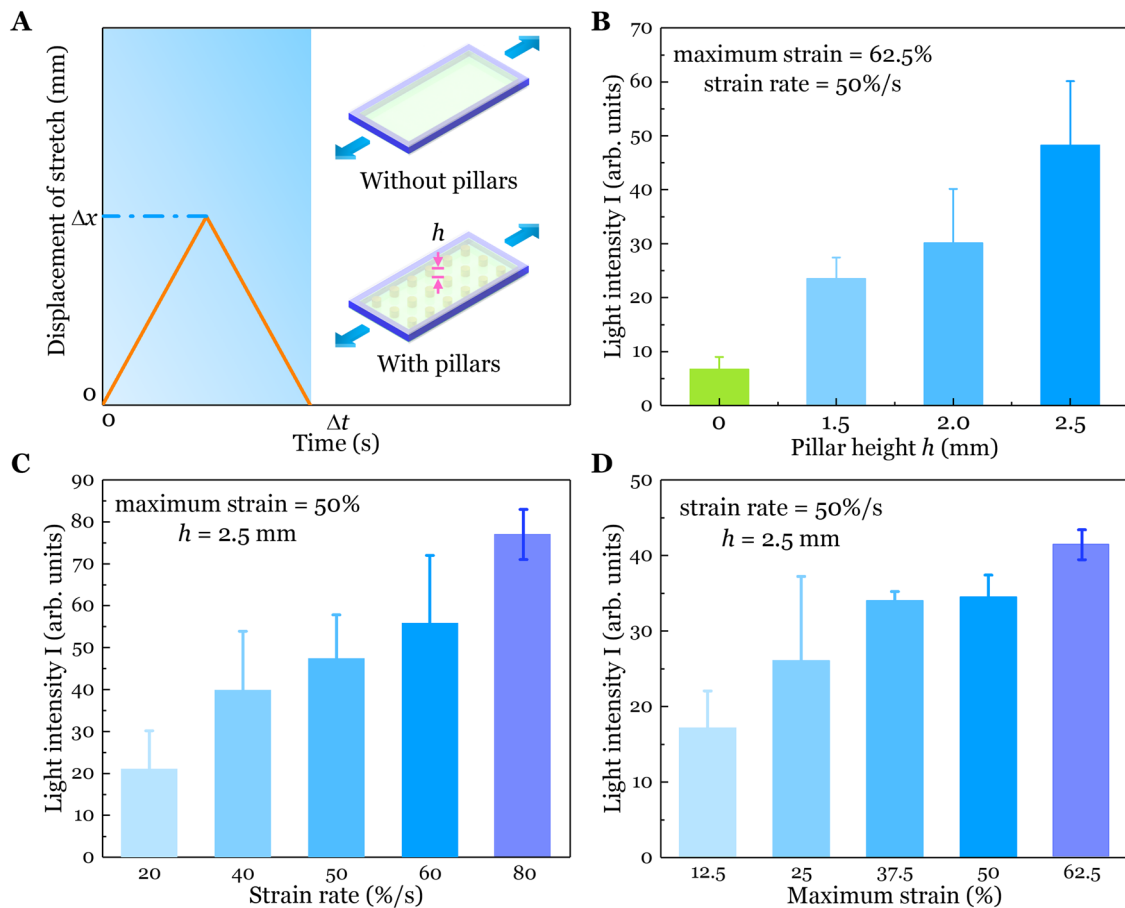 A
Displacement of stretch (mm)
Δx
0
0
Δt
Time (s)
Without pillars
h
With pillars
B
maximum strain = 62.5%
strain rate = 50%/s
Light intensity I (arb. units)
70
60
50
40
30
20
10
0
0 1.5 2.0 2.5
Pillar height h (mm)
C
maximum strain = 50%
h = 2.5 mm
Light intensity I (arb. units)
90
80
70
60
50
40
30
20
10
0
20 40 50 60 80
Strain rate (%/s)
D
strain rate = 50%/s
h = 2.5 mm
Light intensity I (arb. units)
50
40
30
20
10
0
12.5 25 37.5 50 62.5
Maximum strain (%)